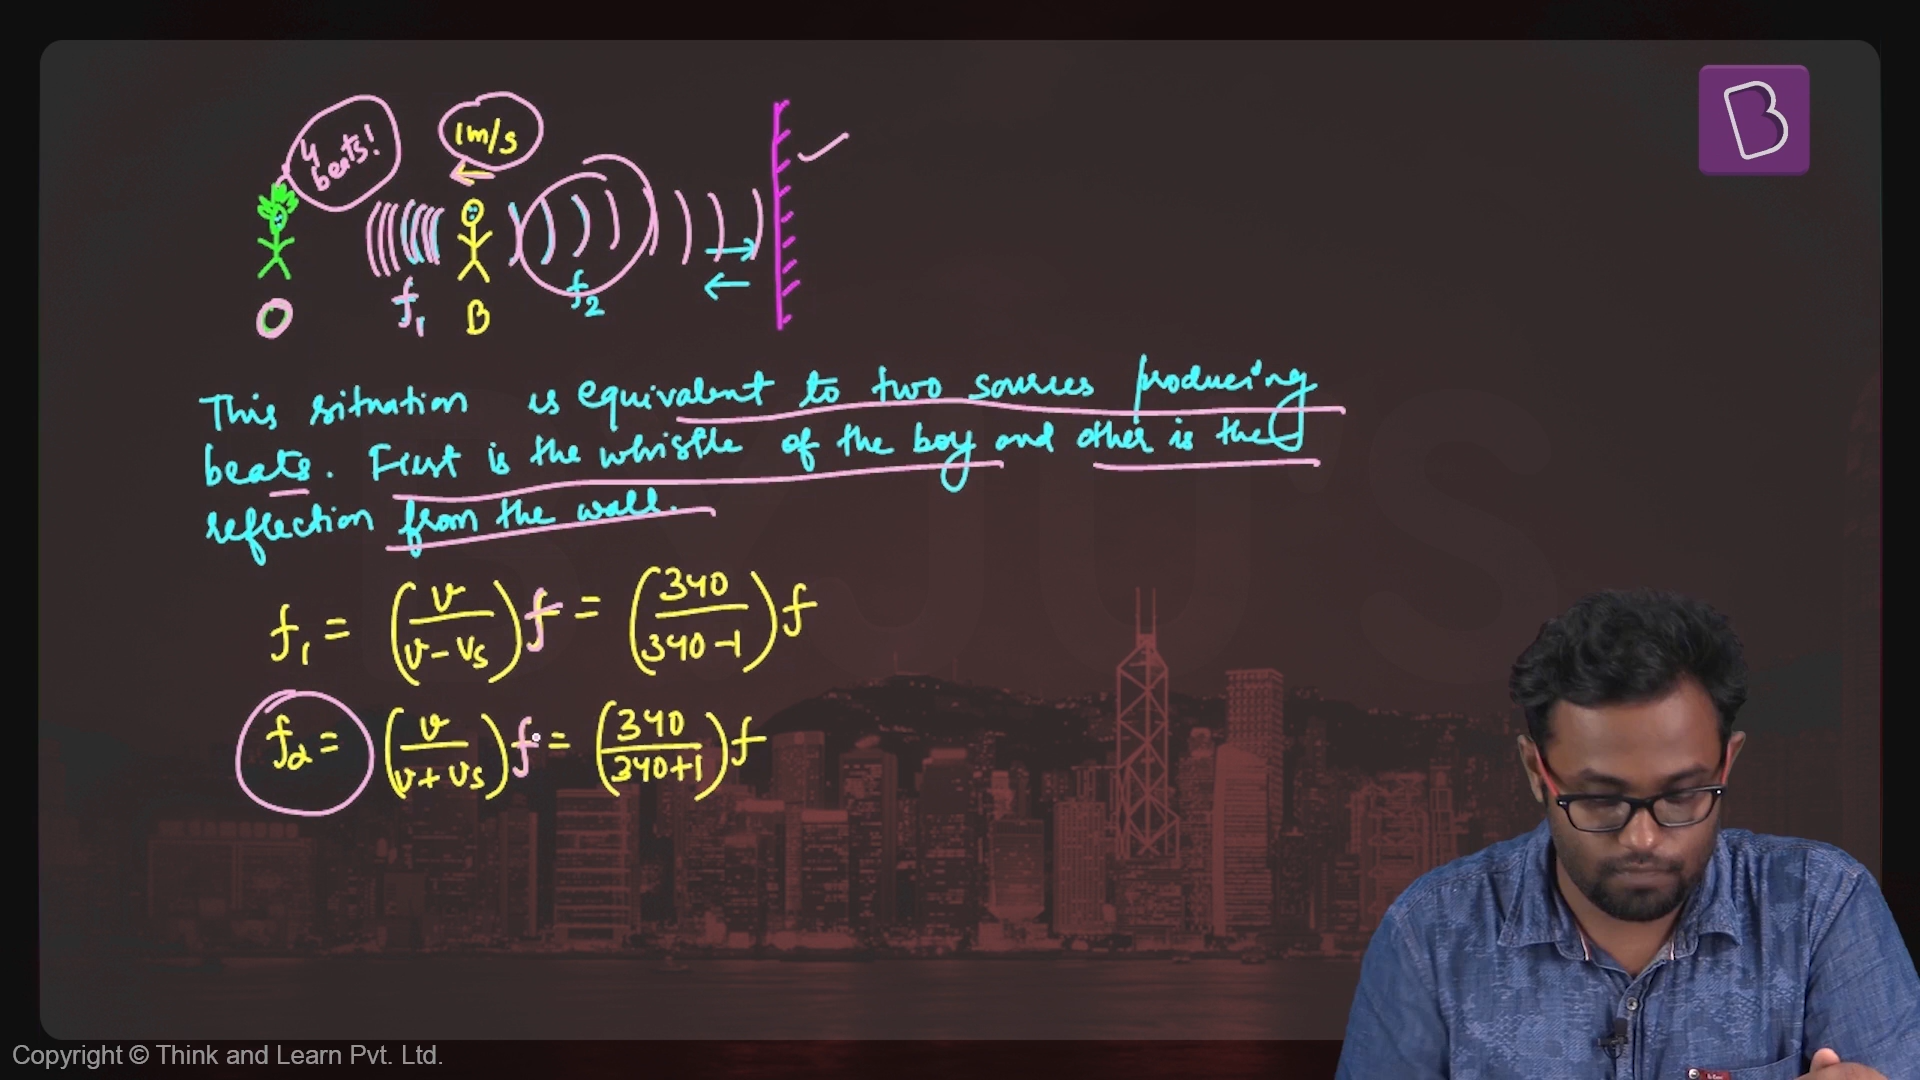 4 beats!
1m/s
f₁
B
f₂
O
This situation is equivalent to two sources producing
beats. First is the whistle of the boy and other is the
reflection from the wall.
f₁ = (v/(v - vs)) f = (340/(340-1)) f
f₂ = (v/(v + vs)) f = (340/(340+1)) f
B
BYJU'S
Copyright © Think and Learn Pvt. Ltd.